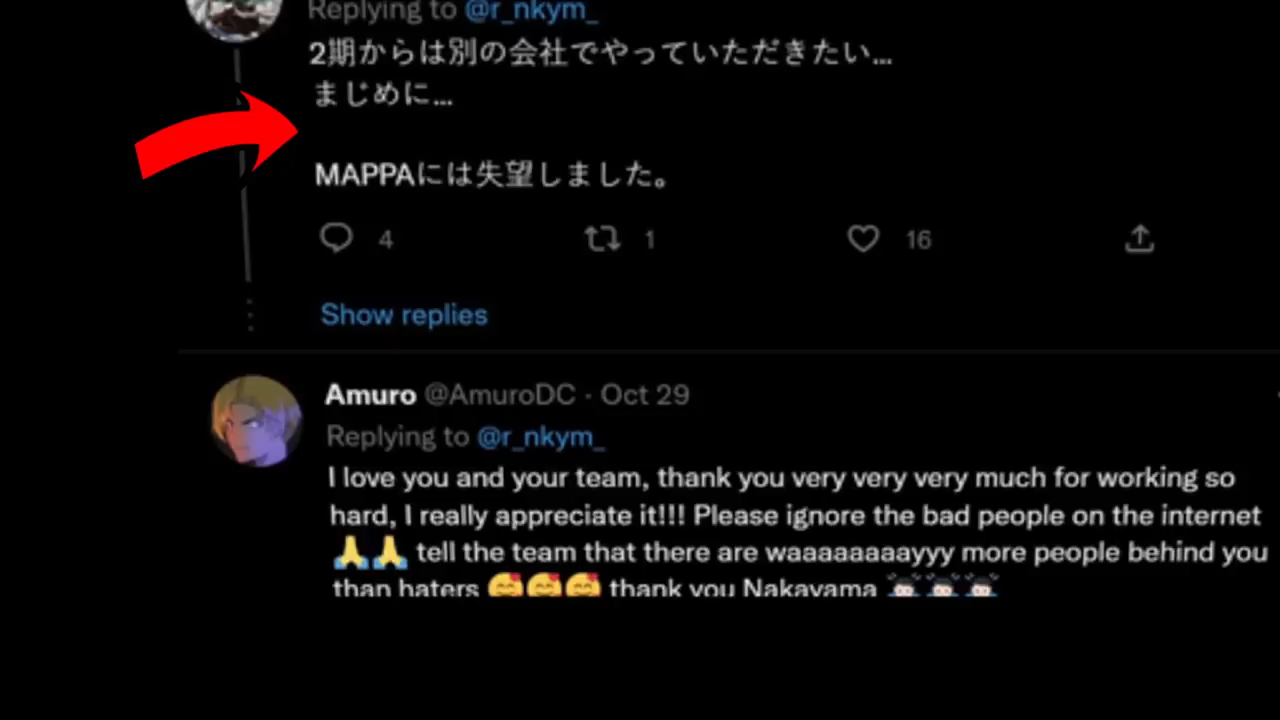 Replying to @r_nkym_
2期からは別の会社でやっていただきたい...
まじめに...
MAPPAには失望しました。
4 1 16
Show replies
Amuro @AmuroDC · Oct 29
Replying to @r_nkym_
I love you and your team, thank you very very very much for working so
hard, I really appreciate it!!! Please ignore the bad people on the internet
🙏🙏 tell the team that there are waaaaaaaayyy more people behind you
than haters 🥰🥰🥰 thank you Nakayama 🙇🙇🙇